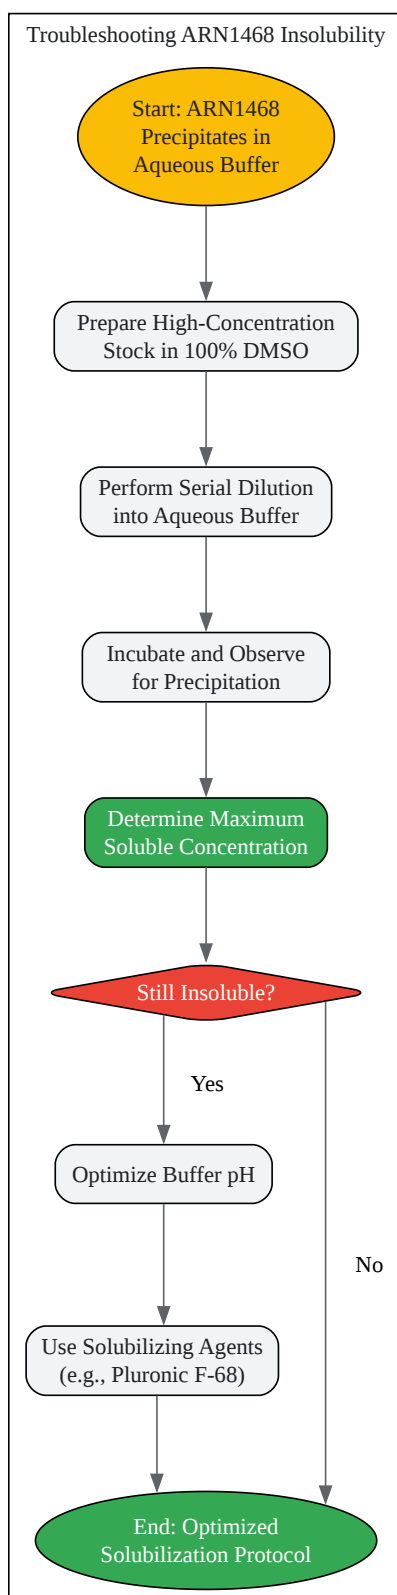 Troubleshooting ARN1468 Insolubility
Start: ARN1468
Precipitates in
Aqueous Buffer
Prepare High-Concentration
Stock in 100% DMSO
Perform Serial Dilution
into Aqueous Buffer
Incubate and Observe
for Precipitation
Determine Maximum
Soluble Concentration
Still Insoluble?
Yes
Optimize Buffer pH
No
Use Solubilizing Agents
(e.g., Pluronic F-68)
End: Optimized
Solubilization Protocol